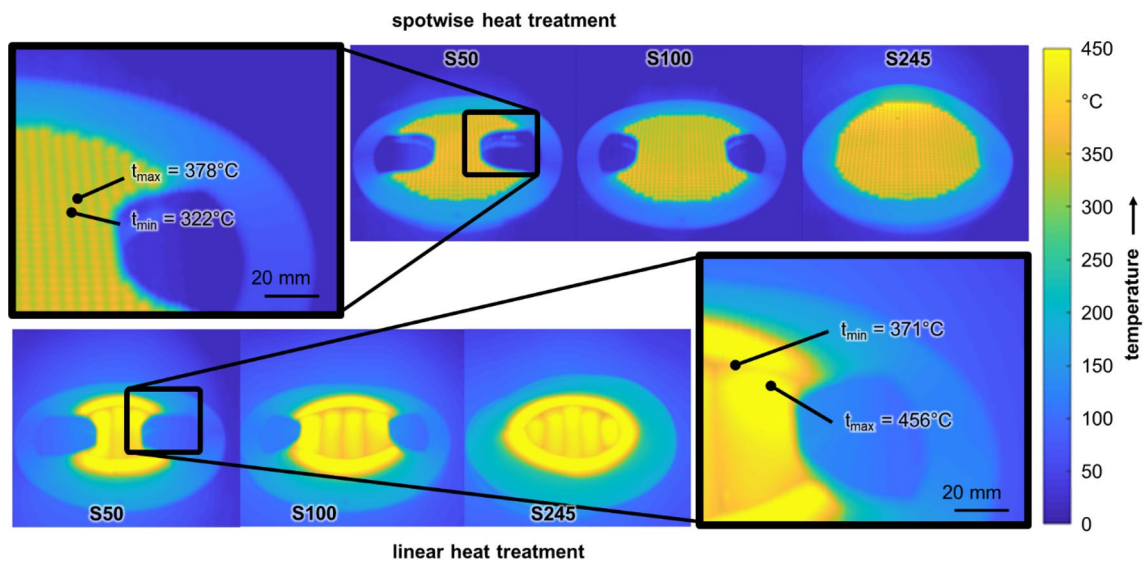 spotwise heat treatment
S50
S100
S245
tmax = 378°C
tmin = 322°C
20 mm
450
°C
350
300
250
200
150
100
50
0
temperature
tmin = 371°C
tmax = 456°C
20 mm
S50
S100
S245
linear heat treatment